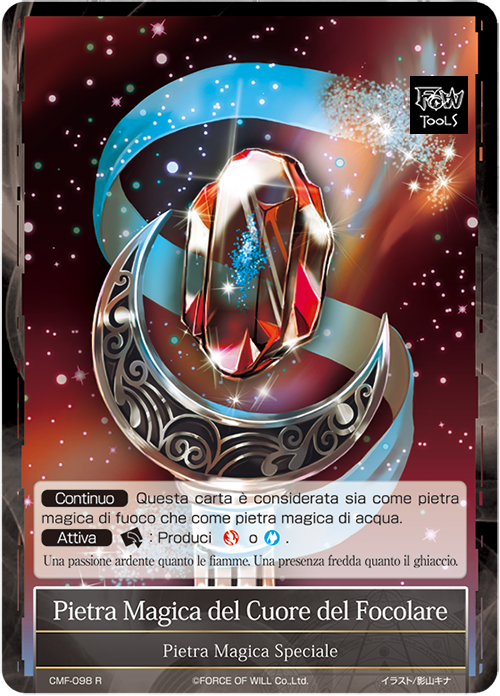 FOW
TOOLS
Continuo Questa carta è considerata sia come pietra
magica di fuoco che come pietra magica di acqua.
Attiva : Produci o .
Una passione ardente quanto le fiamme. Una presenza fredda quanto il ghiaccio.
Pietra Magica del Cuore del Focolare
Pietra Magica Speciale
CMF-098 R ©FORCE OF WILL Co.,Ltd. イラスト/影山ギナ